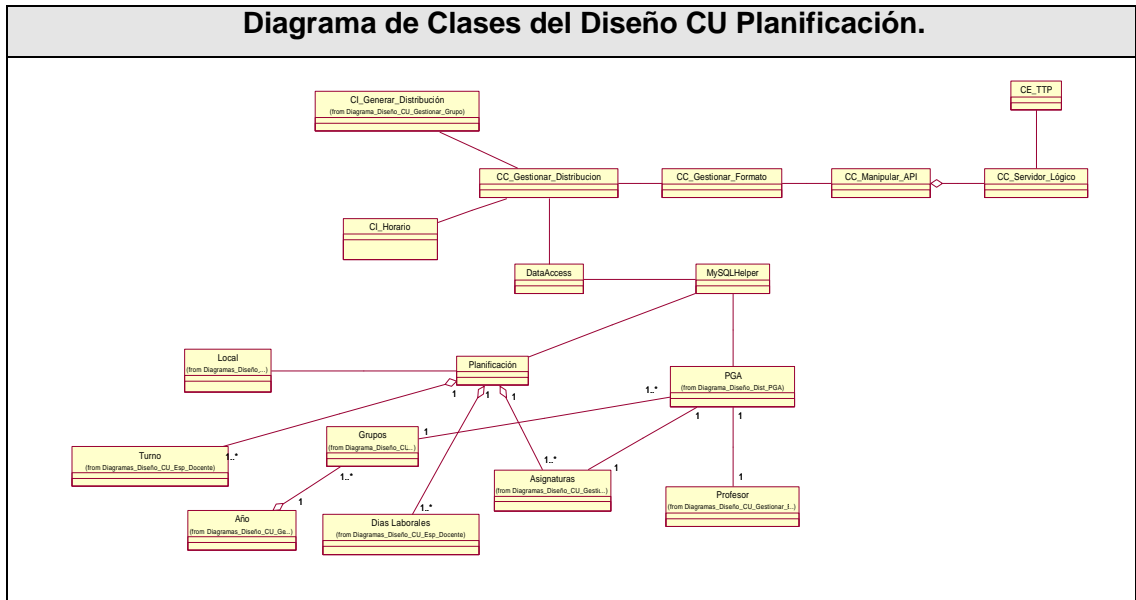 Diagrama de Clases del Diseño CU Planificación.
CI_Generar_Distribución
(from Diagrama_Diseño_CU_Gestionar_Grupo)
CE_TTP
CC_Gestionar_Distribucion
CC_Gestionar_Formato
CC_Manipular_API
CC_Servidor_Lógico
CI_Horario
DataAccess
MySQLHelper
Local
(from Diagramas_Diseño_...)
Planificación
PGA
(from Diagrama_Diseño_Dist_PGA)
1
1
1
1..*
1
1
Grupos
(from Diagrama_Diseño_CU...)
1
Turno
(from Diagramas_Diseño_CU_Esp_Docente)
1..*
1..*
1..*
1
Asignaturas
(from Diagramas_Diseño_CU_Gesti...)
1
Profesor
(from Diagramas_Diseño_CU_Gestionar_P...)
Año
(from Diagramas_Diseño_CU_Ge...)
1
1..*
Dias Laborales
(from Diagramas_Diseño_CU_Esp_Docente)